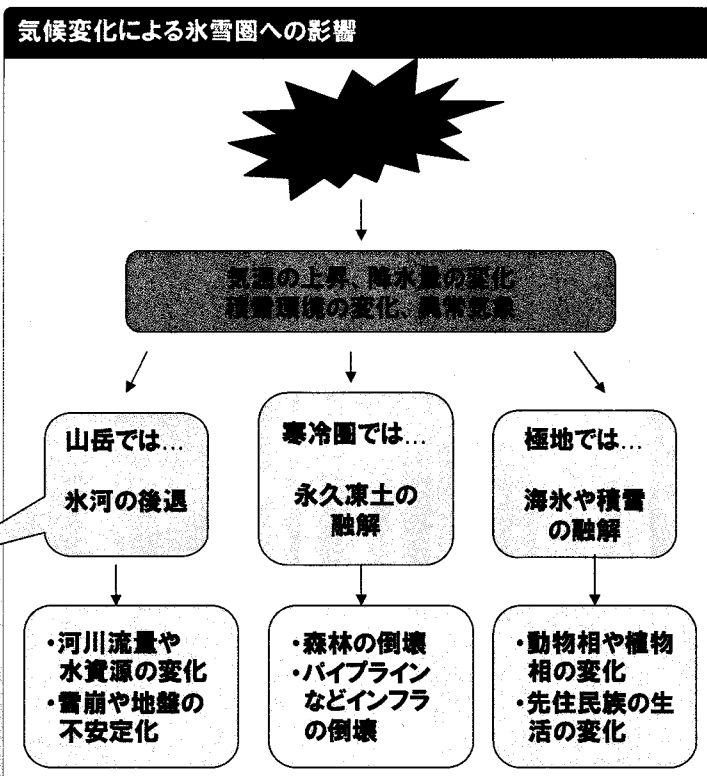 気候変化による氷雪圏への影響
気温の上昇、降水量の変化
積雪環境の変化、異常気象
山岳では…
氷河の後退
寒冷圏では…
永久凍土の
融解
極地では…
海氷や積雪
の融解
・河川流量や
水資源の変化
・雪崩や地盤の
不安定化
・森林の倒壊
・パイプライン
などインフラ
の倒壊
・動物相や植物
相の変化
・先住民族の生
活の変化